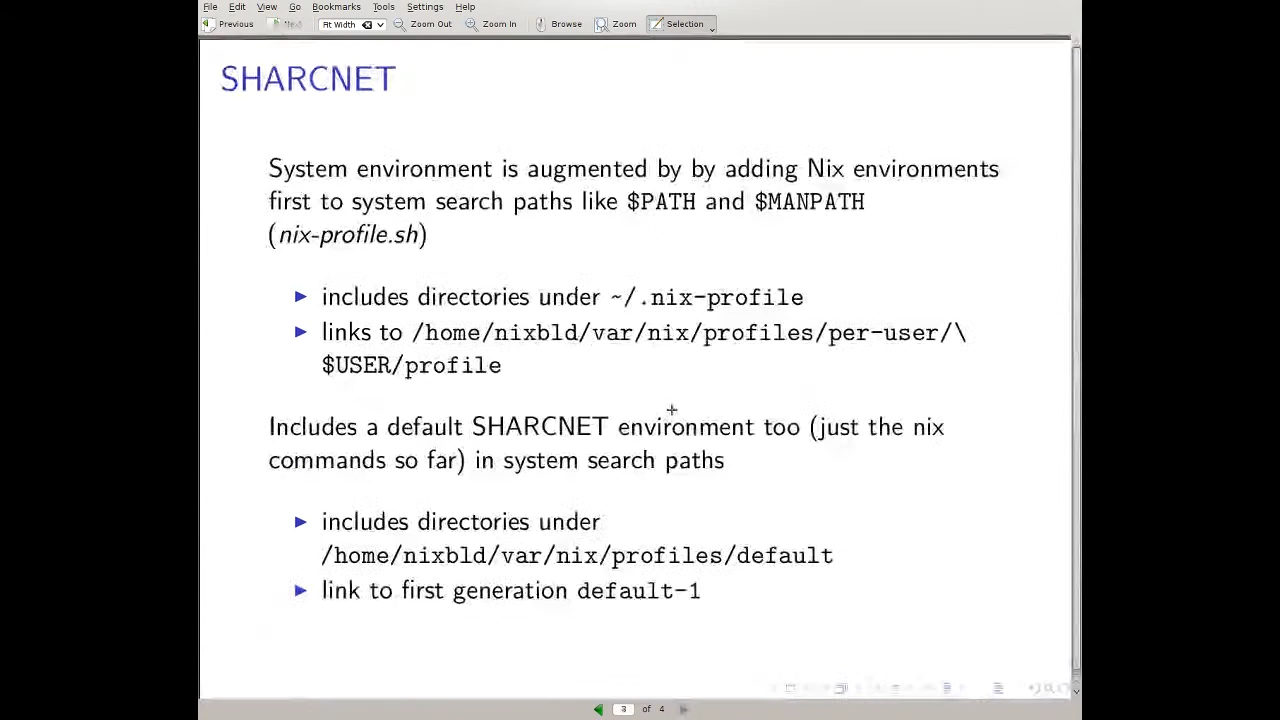 File Edit View Go Bookmarks Tools Settings Help
Previous Next Fit Width Zoom Out Zoom In Browse Zoom Selection
SHARCNET
System environment is augmented by by adding Nix environments
first to system search paths like $PATH and $MANPATH
(nix-profile.sh)
▶ includes directories under ~/.nix-profile
▶ links to /home/nixbld/var/nix/profiles/per-user/\
$USER/profile
Includes a default SHARCNET environment too (just the nix
commands so far) in system search paths
▶ includes directories under
/home/nixbld/var/nix/profiles/default
▶ link to first generation default-1
3 of 4